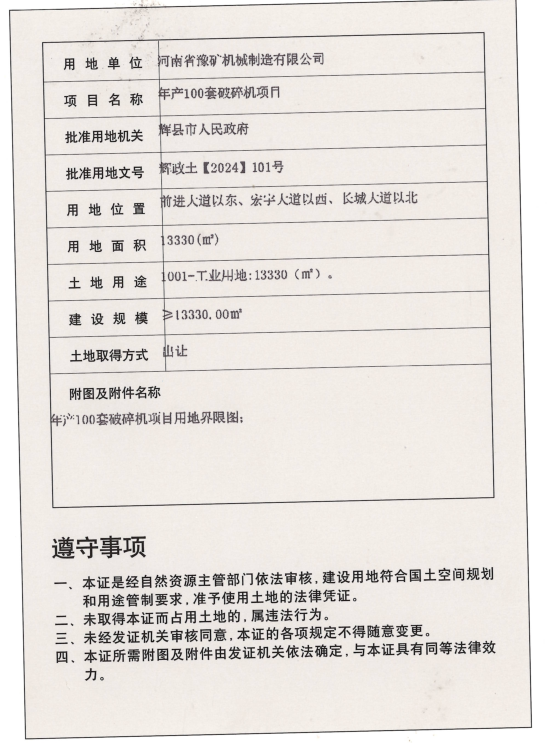 用地单位 河南省豫矿机械制造有限公司
项目名称 年产100套破碎机项目
批准用地机关 辉县市人民政府
批准用地文号 辉政土【2024】101号
用地位置 前进大道以东、宏宇大道以西、长城大道以北
用地面积 13330(㎡)
土地用途 1001-工业用地:13330（㎡）。
建设规模 ≥13330.00㎡
土地取得方式 出让
附图及附件名称
年产100套破碎机项目用地界限图;
遵守事项
一、本证是经自然资源主管部门依法审核,建设用地符合国土空间规划
和用途管制要求,准予使用土地的法律凭证。
二、未取得本证而占用土地的,属违法行为。
三、未经发证机关审核同意,本证的各项规定不得随意变更。
四、本证所需附图及附件由发证机关依法确定,与本证具有同等法律效
力。